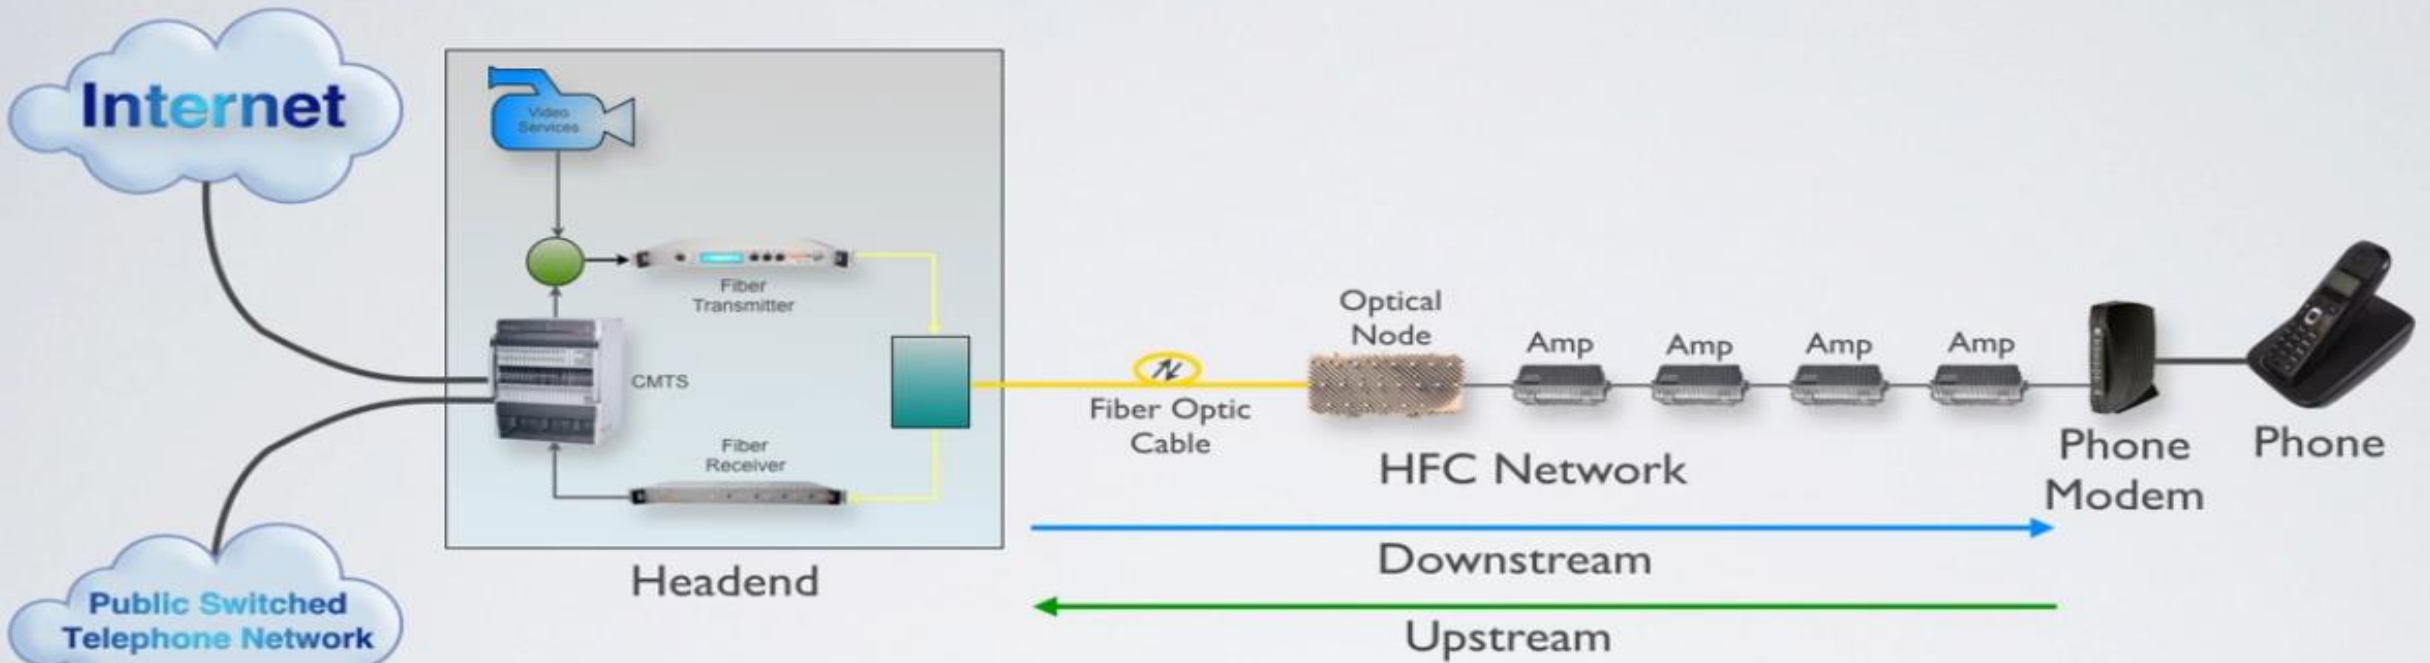 Internet
Video
Services
Fiber
Transmitter
CMTS
Fiber
Receiver
Headend
Public Switched
Telephone Network
Fiber Optic
Cable
Optical
Node
Amp
Amp
Amp
Amp
HFC Network
Phone
Modem
Phone
Downstream
Upstream